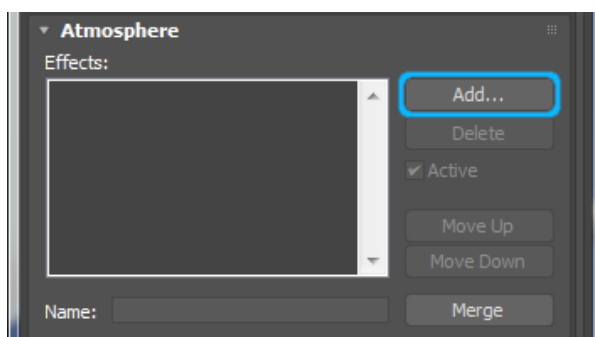 Atmosphere
Effects:
Add...
Delete
Active
Move Up
Move Down
Name:
Merge